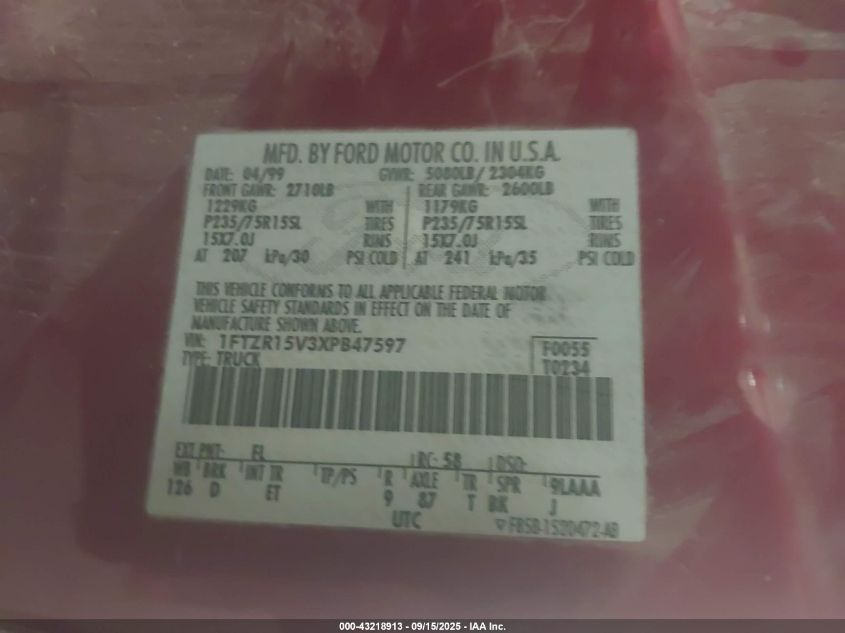 MFD. BY FORD MOTOR CO. IN U.S.A.
DATE: 04/99 GVWR: 5080LB/ 2304KG
FRONT GAWR: 2710LB REAR GAWR: 2600LB
1229KG WITH 1179KG WITH
P235/75R15SL TIRES P235/75R15SL TIRES
15X7.0J RIMS 15X7.0J RIMS
AT 207 kPa/30 PSI COLD AT 241 kPa/35 PSI COLD
THIS VEHICLE CONFORMS TO ALL APPLICABLE FEDERAL MOTOR
VEHICLE SAFETY STANDARDS IN EFFECT ON THE DATE OF
MANUFACTURE SHOWN ABOVE.
VIN: 1FTZR15V3XPB47597 F0055
TYPE: TRUCK T0234
EXT PNT: FL RC: 58 DSO:
WB BRK INT TR TP/PS R AXLE TR SPR 9LAAA
126 D ET 9 87 T BK J
UTC F85B-1520472-AB
000-43218913 - 09/15/2025 - IAA Inc.